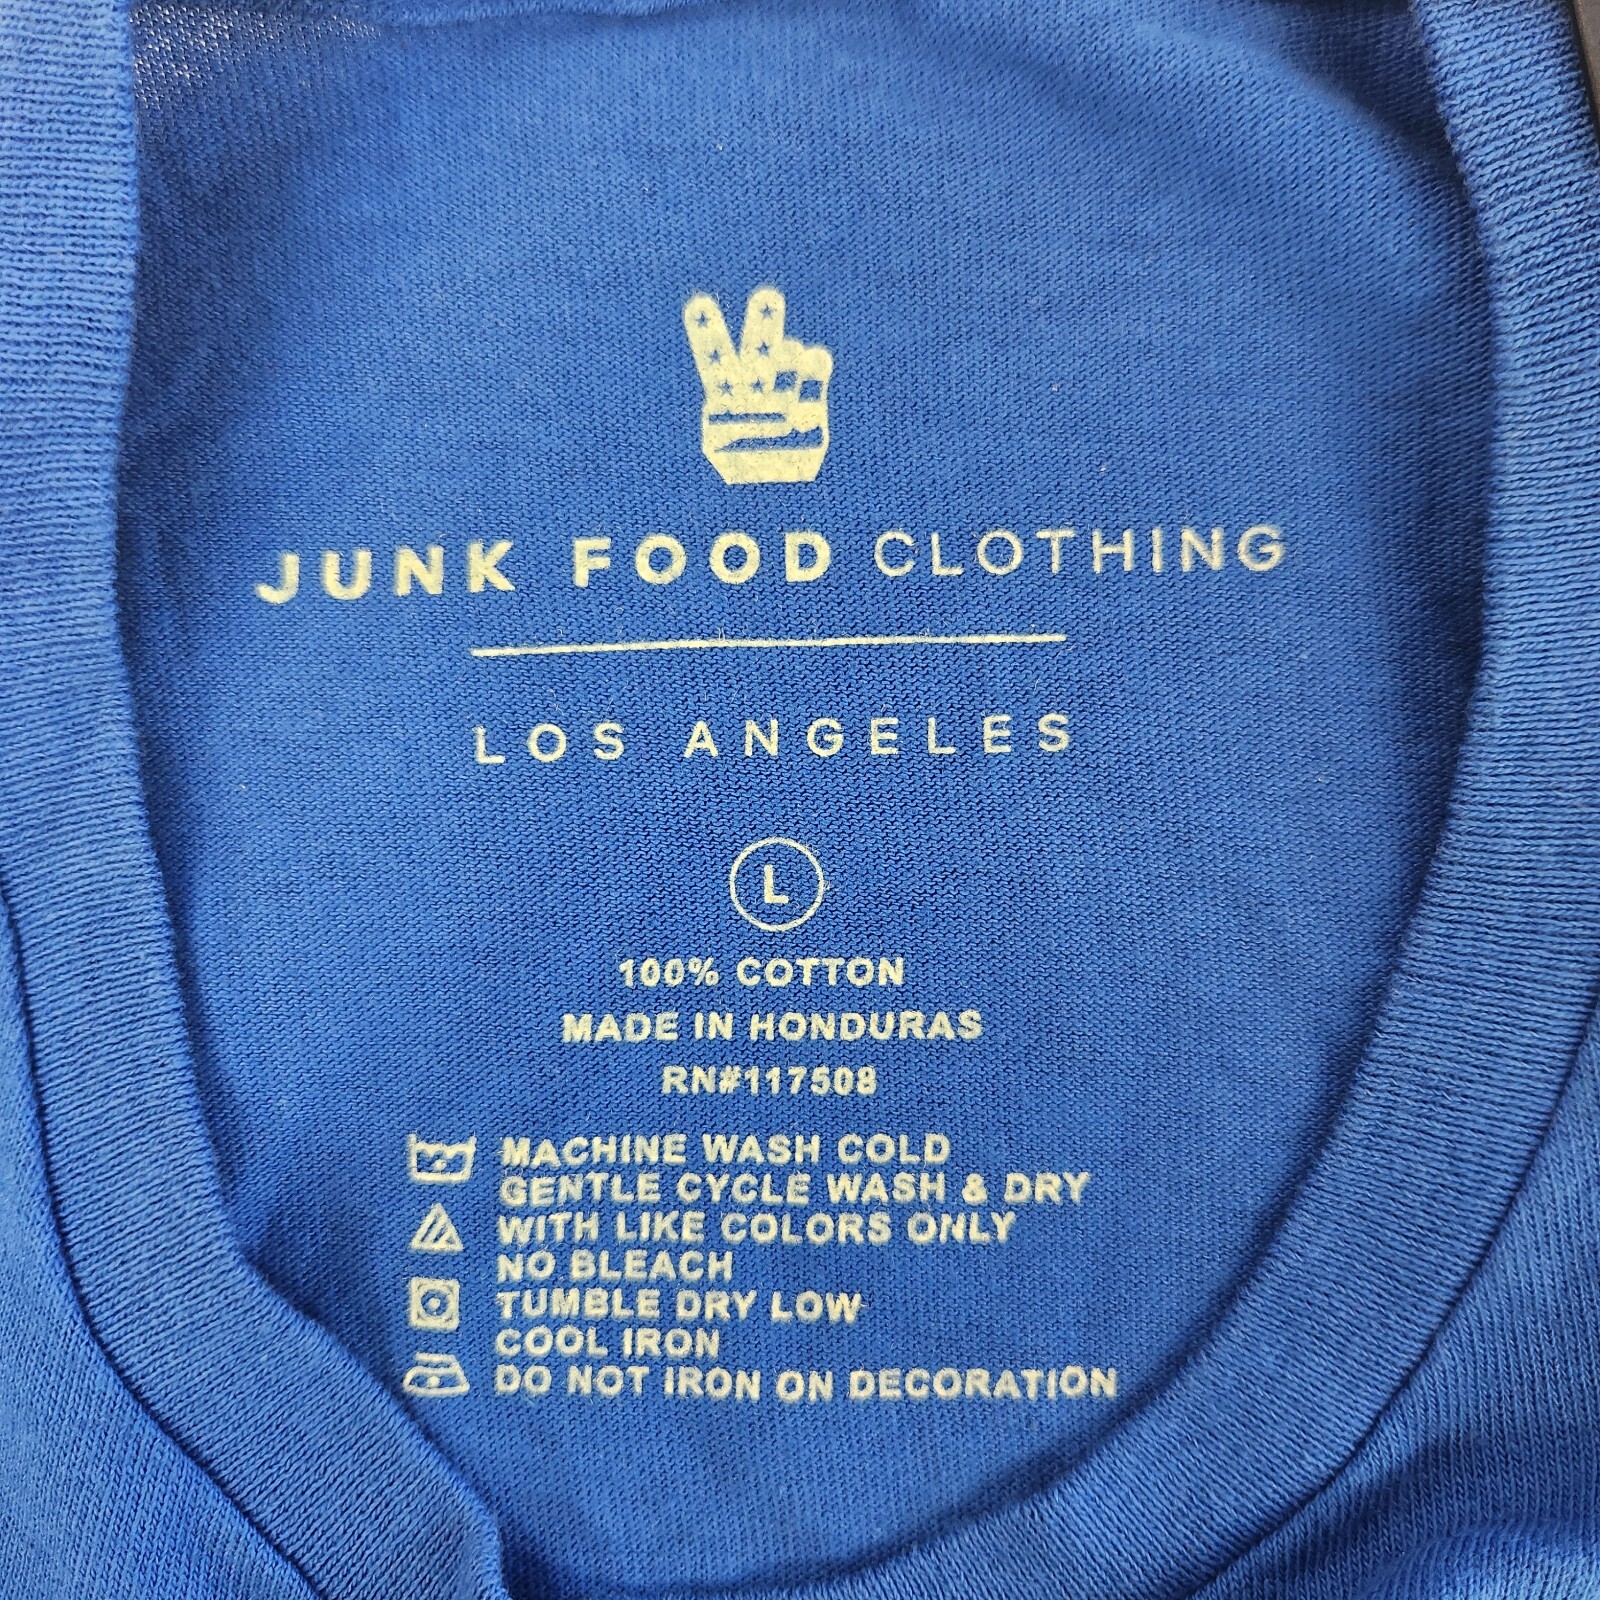 JUNK FOOD CLOTHING
LOS ANGELES
L
100% COTTON
MADE IN HONDURAS
RN#117508
MACHINE WASH COLD
GENTLE CYCLE WASH & DRY
WITH LIKE COLORS ONLY
NO BLEACH
TUMBLE DRY LOW
COOL IRON
DO NOT IRON ON DECORATION